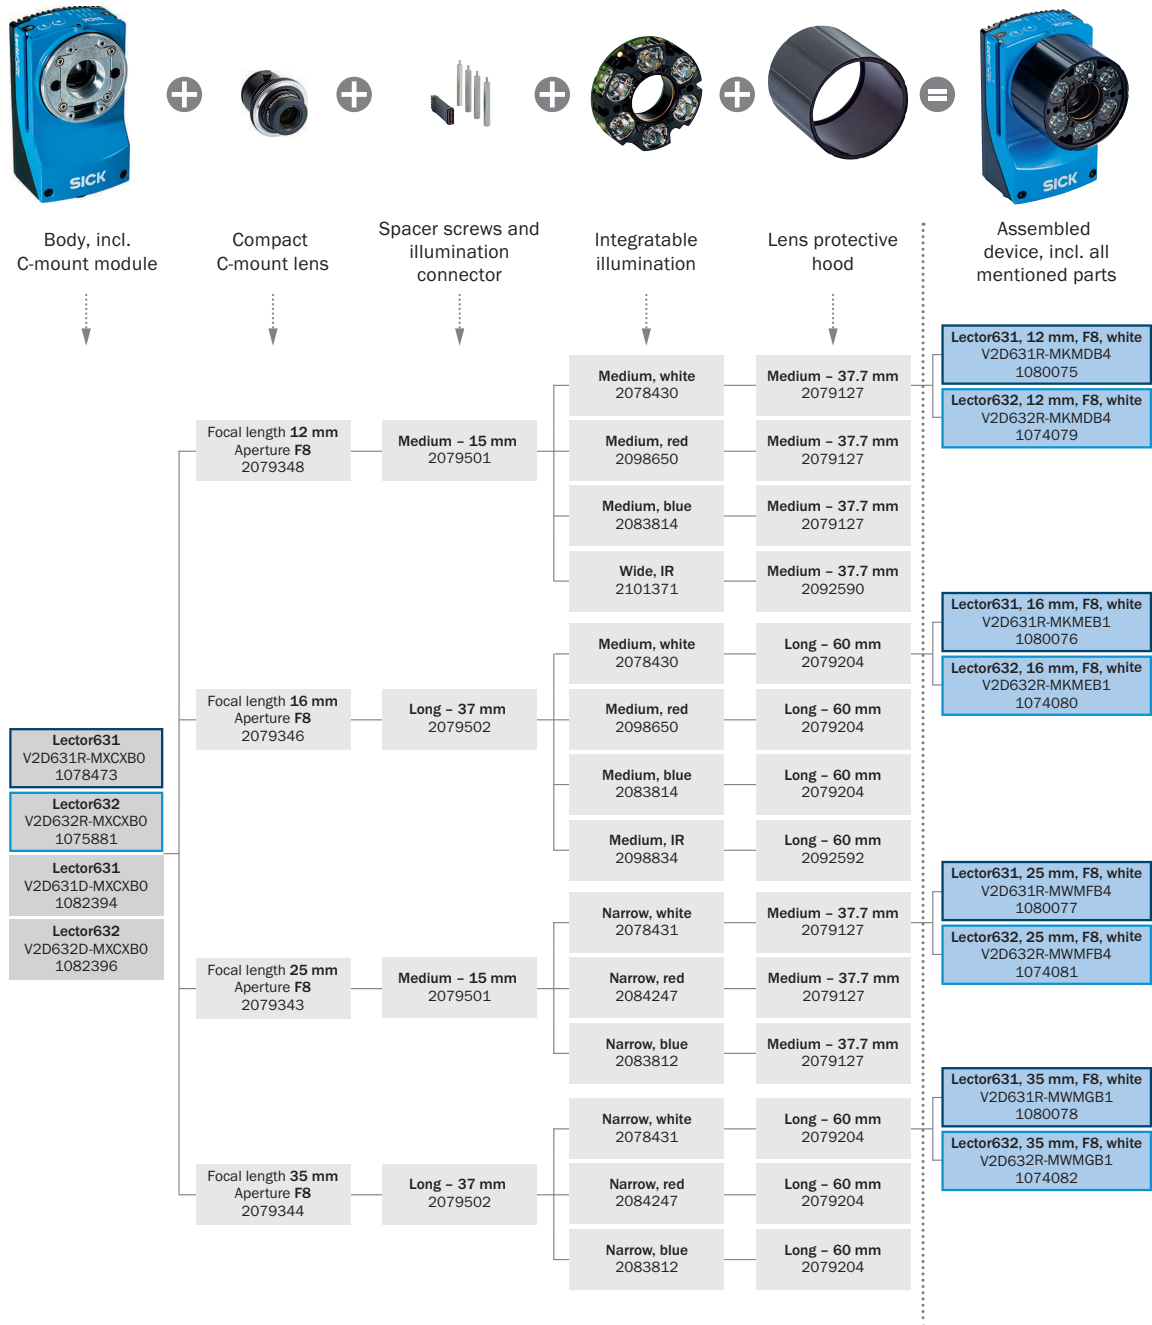 SICK
SICK
Body, incl.
C-mount module
Compact
C-mount lens
Spacer screws and
illumination
connector
Integratable
illumination
Lens protective
hood
Assembled
device, incl. all
mentioned parts
Lector631
V2D631R-MXCXB0
1078473
Lector632
V2D632R-MXCXB0
1075881
Lector631
V2D631D-MXCXB0
1082394
Lector632
V2D632D-MXCXB0
1082396
Focal length 12 mm
Aperture F8
2079348
Medium – 15 mm
2079501
Medium, white
2078430
Medium – 37.7 mm
2079127
Medium, red
2098650
Medium – 37.7 mm
2079127
Medium, blue
2083814
Medium – 37.7 mm
2079127
Wide, IR
2101371
Medium – 37.7 mm
2092590
Lector631, 12 mm, F8, white
V2D631R-MKMDB4
1080075
Lector632, 12 mm, F8, white
V2D632R-MKMDB4
1074079
Focal length 16 mm
Aperture F8
2079346
Long – 37 mm
2079502
Medium, white
2078430
Long – 60 mm
2079204
Medium, red
2098650
Long – 60 mm
2079204
Medium, blue
2083814
Long – 60 mm
2079204
Medium, IR
2098834
Long – 60 mm
2092592
Lector631, 16 mm, F8, white
V2D631R-MKMEB1
1080076
Lector632, 16 mm, F8, white
V2D632R-MKMEB1
1074080
Focal length 25 mm
Aperture F8
2079343
Medium – 15 mm
2079501
Narrow, white
2078431
Medium – 37.7 mm
2079127
Narrow, red
2084247
Medium – 37.7 mm
2079127
Narrow, blue
2083812
Medium – 37.7 mm
2079127
Lector631, 25 mm, F8, white
V2D631R-MWMFB4
1080077
Lector632, 25 mm, F8, white
V2D632R-MWMFB4
1074081
Focal length 35 mm
Aperture F8
2079344
Long – 37 mm
2079502
Narrow, white
2078431
Long – 60 mm
2079204
Narrow, red
2084247
Long – 60 mm
2079204
Narrow, blue
2083812
Long – 60 mm
2079204
Lector631, 35 mm, F8, white
V2D631R-MWMGB1
1080078
Lector632, 35 mm, F8, white
V2D632R-MWMGB1
1074082